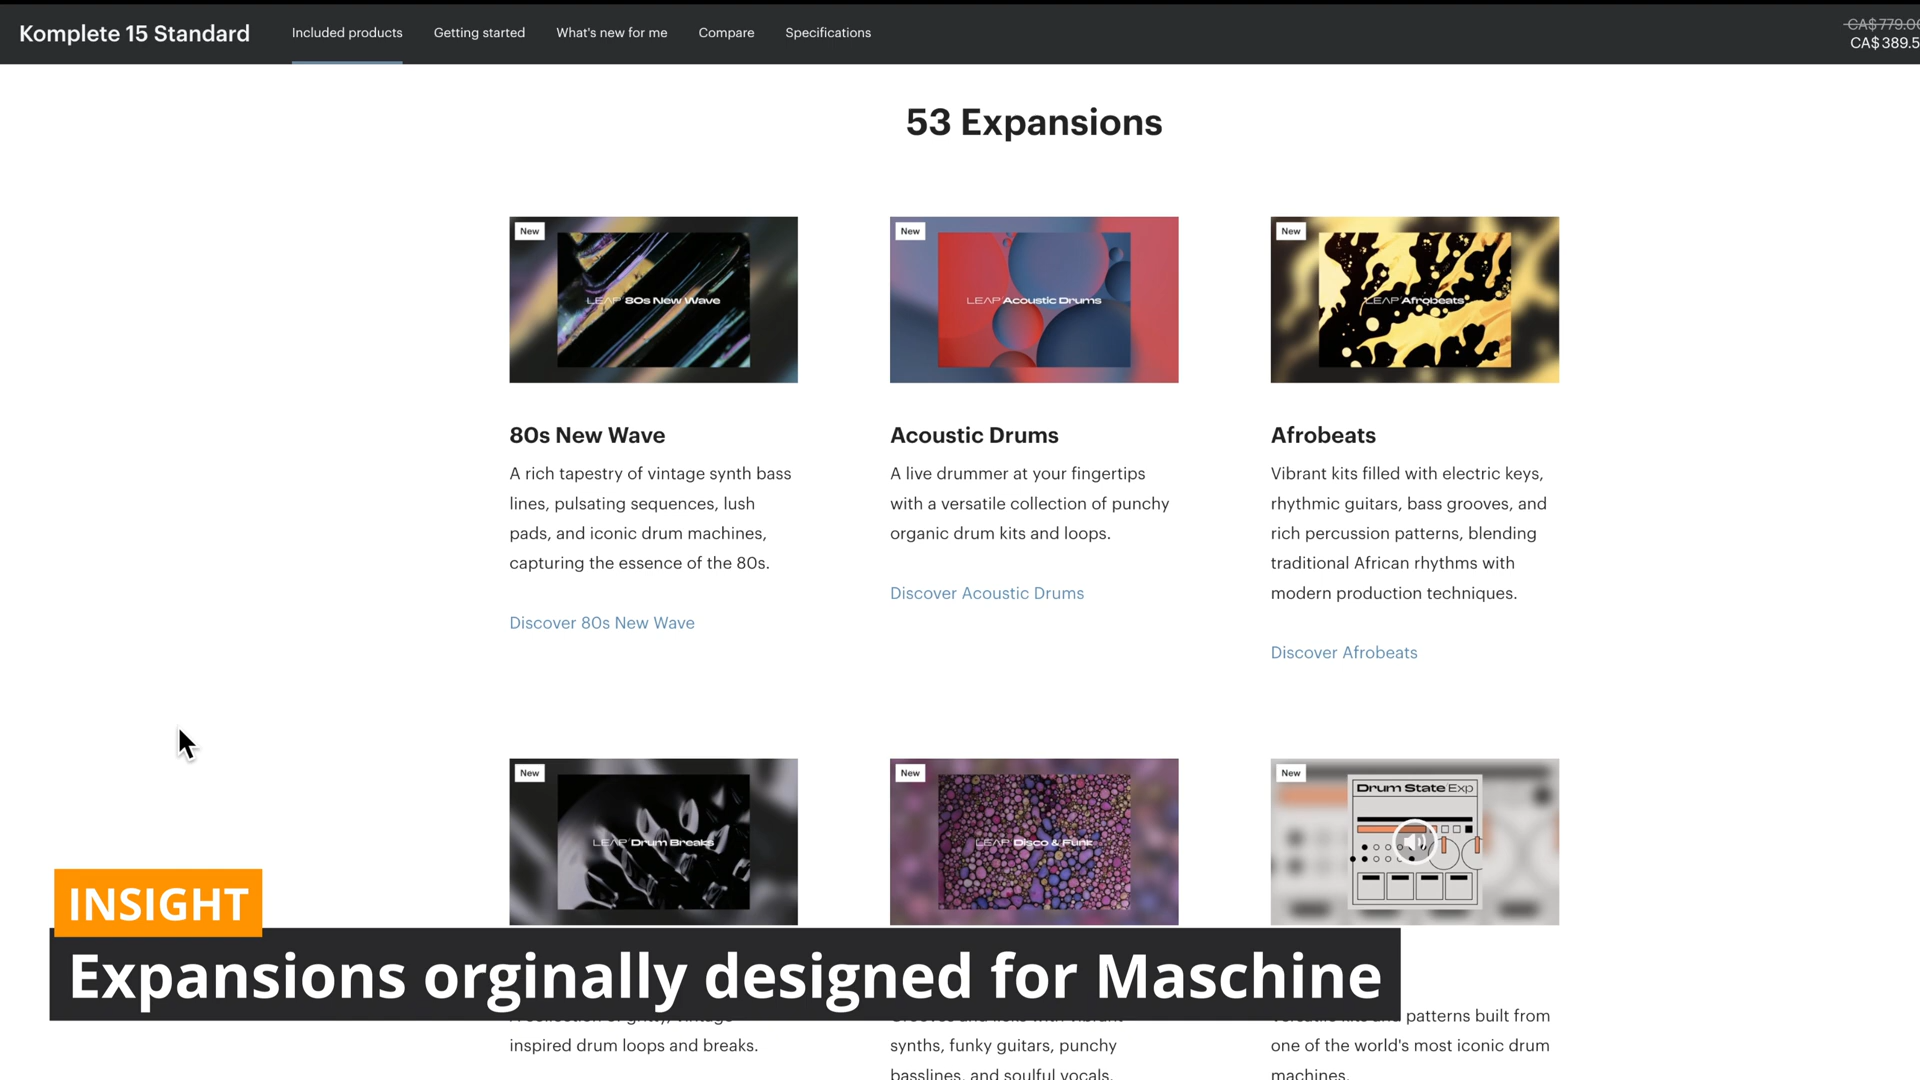 Komplete 15 Standard
Included products
Getting started
What's new for me
Compare
Specifications
CA$779.0
CA$389.5
53 Expansions
New
LEAP 80s New Wave
New
LEAP Acoustic Drums
New
LEAP Afrobeats
80s New Wave
A rich tapestry of vintage synth bass
lines, pulsating sequences, lush
pads, and iconic drum machines,
capturing the essence of the 80s.
Discover 80s New Wave
Acoustic Drums
A live drummer at your fingertips
with a versatile collection of punchy
organic drum kits and loops.
Discover Acoustic Drums
Afrobeats
Vibrant kits filled with electric keys,
rhythmic guitars, bass grooves, and
rich percussion patterns, blending
traditional African rhythms with
modern production techniques.
Discover Afrobeats
New
LEAP Drum Breaks
New
LEAP Disco & Funk
New
Drum State Exp
INSIGHT
Expansions orginally designed for Maschine
inspired drum loops and breaks.
synths, funky guitars, punchy
basslines, and soulful vocals.
patterns built from
one of the world's most iconic drum
machines.